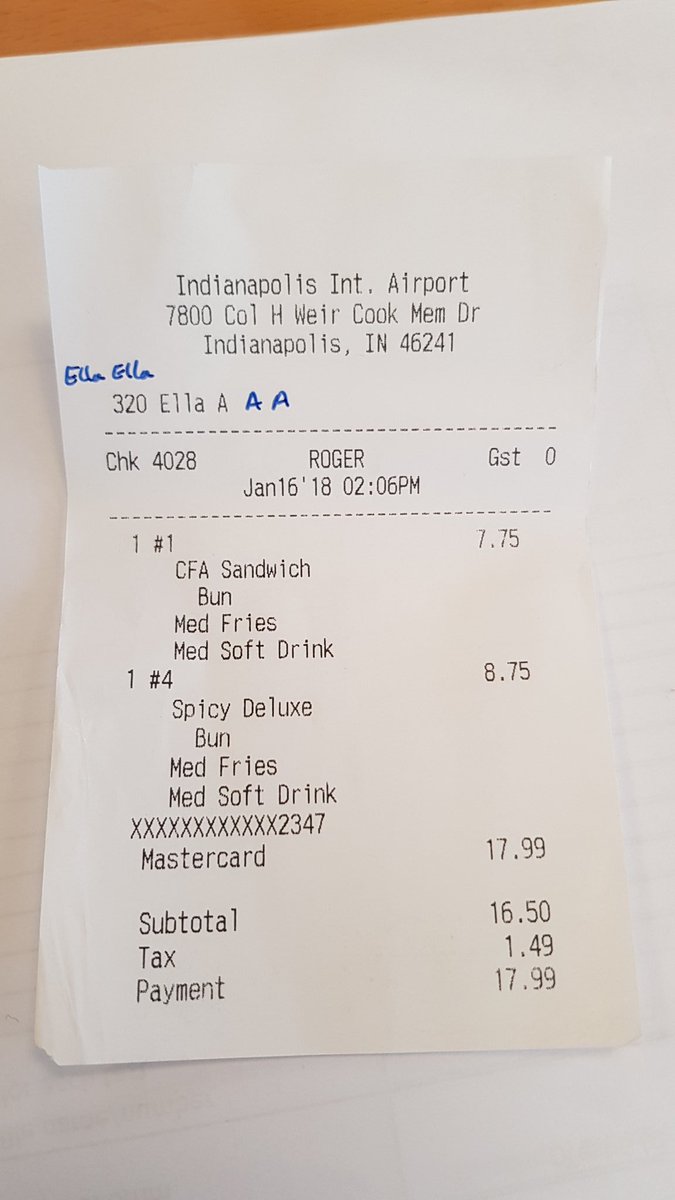 Indianapolis Int. Airport
7800 Col H Weir Cook Mem Dr
Indianapolis, IN 46241
Ella Ella
320 Ella A A A
Chk 4028 ROGER Gst 0
Jan16'18 02:06PM
1 #1 7.75
CFA Sandwich
Bun
Med Fries
Med Soft Drink
1 #4 8.75
Spicy Deluxe
Bun
Med Fries
Med Soft Drink
XXXXXXXXXXXX2347
Mastercard 17.99
Subtotal 16.50
Tax 1.49
Payment 17.99